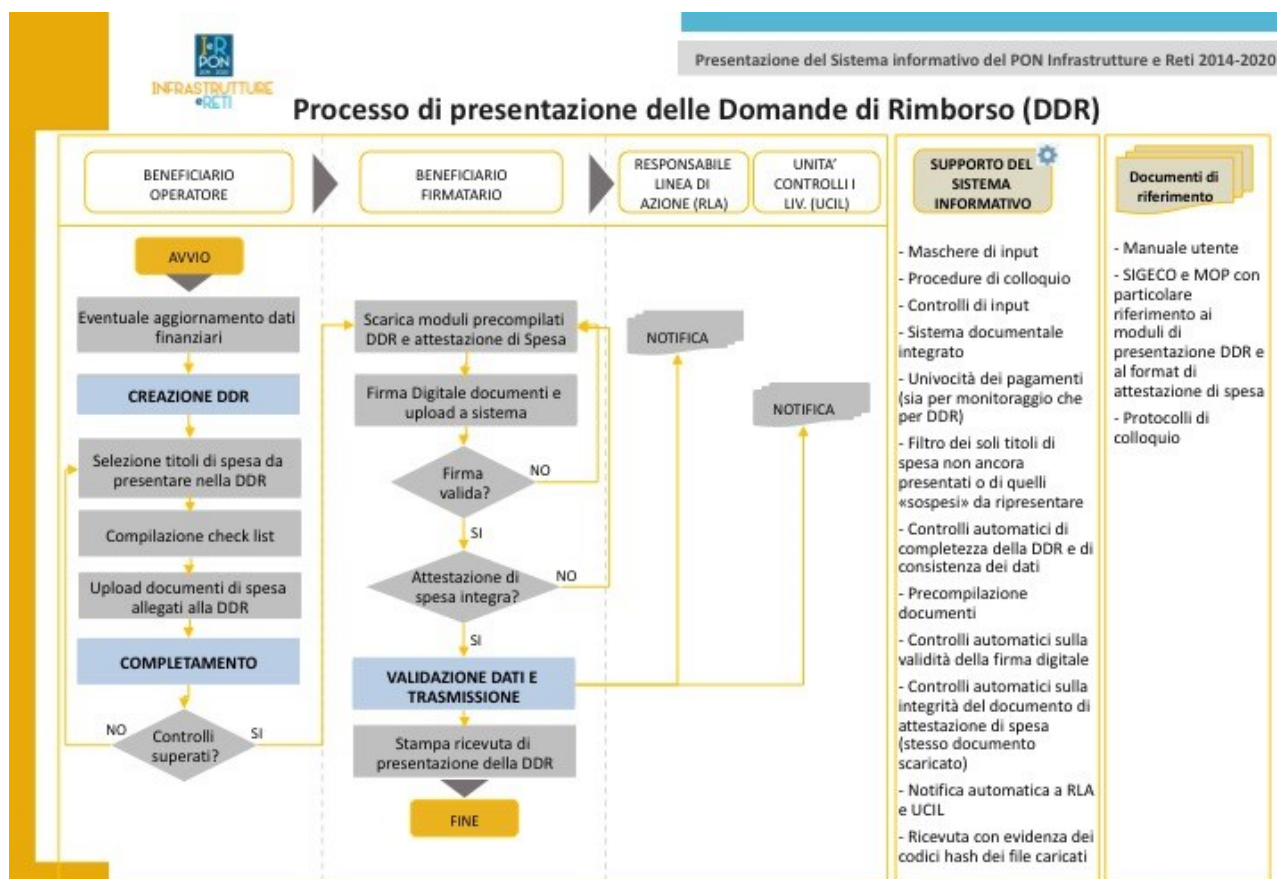 I&R
PON
2014 - 2020
INFRASTRUTTURE
e RETI
Presentazione del Sistema informativo del PON Infrastrutture e Reti 2014-2020
Processo di presentazione delle Domande di Rimborso (DDR)
BENEFICIARIO
OPERATORE
BENEFICIARIO
FIRMATARIO
RESPONSABILE
LINEA DI
AZIONE (RLA)
UNITA'
CONTROLLI I
LIV. (UCIL)
SUPPORTO DEL
SISTEMA
INFORMATIVO
Documenti di
riferimento
AVVIO
Eventuale aggiornamento dati
finanziari
CREAZIONE DDR
Selezione titoli di spesa da
presentare nella DDR
Compilazione check list
Upload documenti di spesa
allegati alla DDR
COMPLETAMENTO
NO
Controlli
superati?
SI
Scarica moduli precompilati
DDR e attestazione di Spesa
Firma Digitale documenti e
upload a sistema
Firma
valida?
NO
SI
Attestazione di
spesa integra?
NO
SI
VALIDAZIONE DATI E
TRASMISSIONE
Stampa ricevuta di
presentazione della DDR
FINE
NOTIFICA
NOTIFICA
- Maschere di input
- Procedure di colloquio
- Controlli di input
- Sistema documentale
integrato
- Univocità dei pagamenti
(sia per monitoraggio che
per DDR)
- Filtro dei soli titoli di
spesa non ancora
presentati o di quelli
«sospesi» da ripresentare
- Controlli automatici di
completezza della DDR e di
consistenza dei dati
- Precompilazione
documenti
- Controlli automatici sulla
validità della firma digitale
- Controlli automatici sulla
integrità del documento di
attestazione di spesa
(stesso documento
scaricato)
- Notifica automatica a RLA
e UCIL
- Ricevuta con evidenza dei
codici hash dei file caricati
- Manuale utente
- SIGECO e MOP con
particolare
riferimento ai
moduli di
presentazione DDR e
al format di
attestazione di spesa
- Protocolli di
colloquio